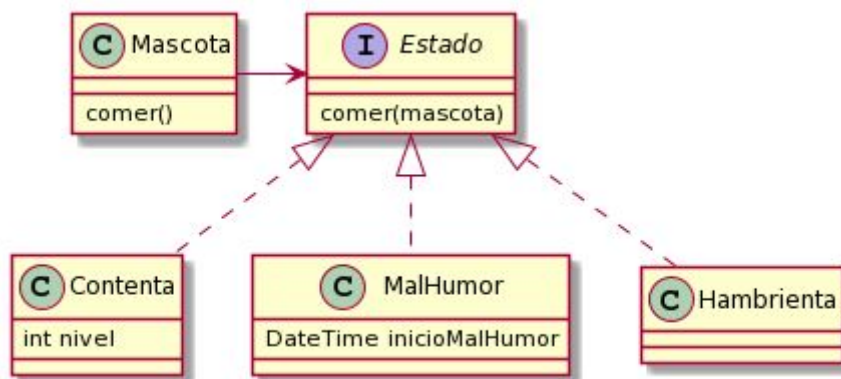 C Mascota
comer()
I Estado
comer(mascota)
C Contenta
int nivel
C MalHumor
DateTime inicioMalHumor
C Hambrienta